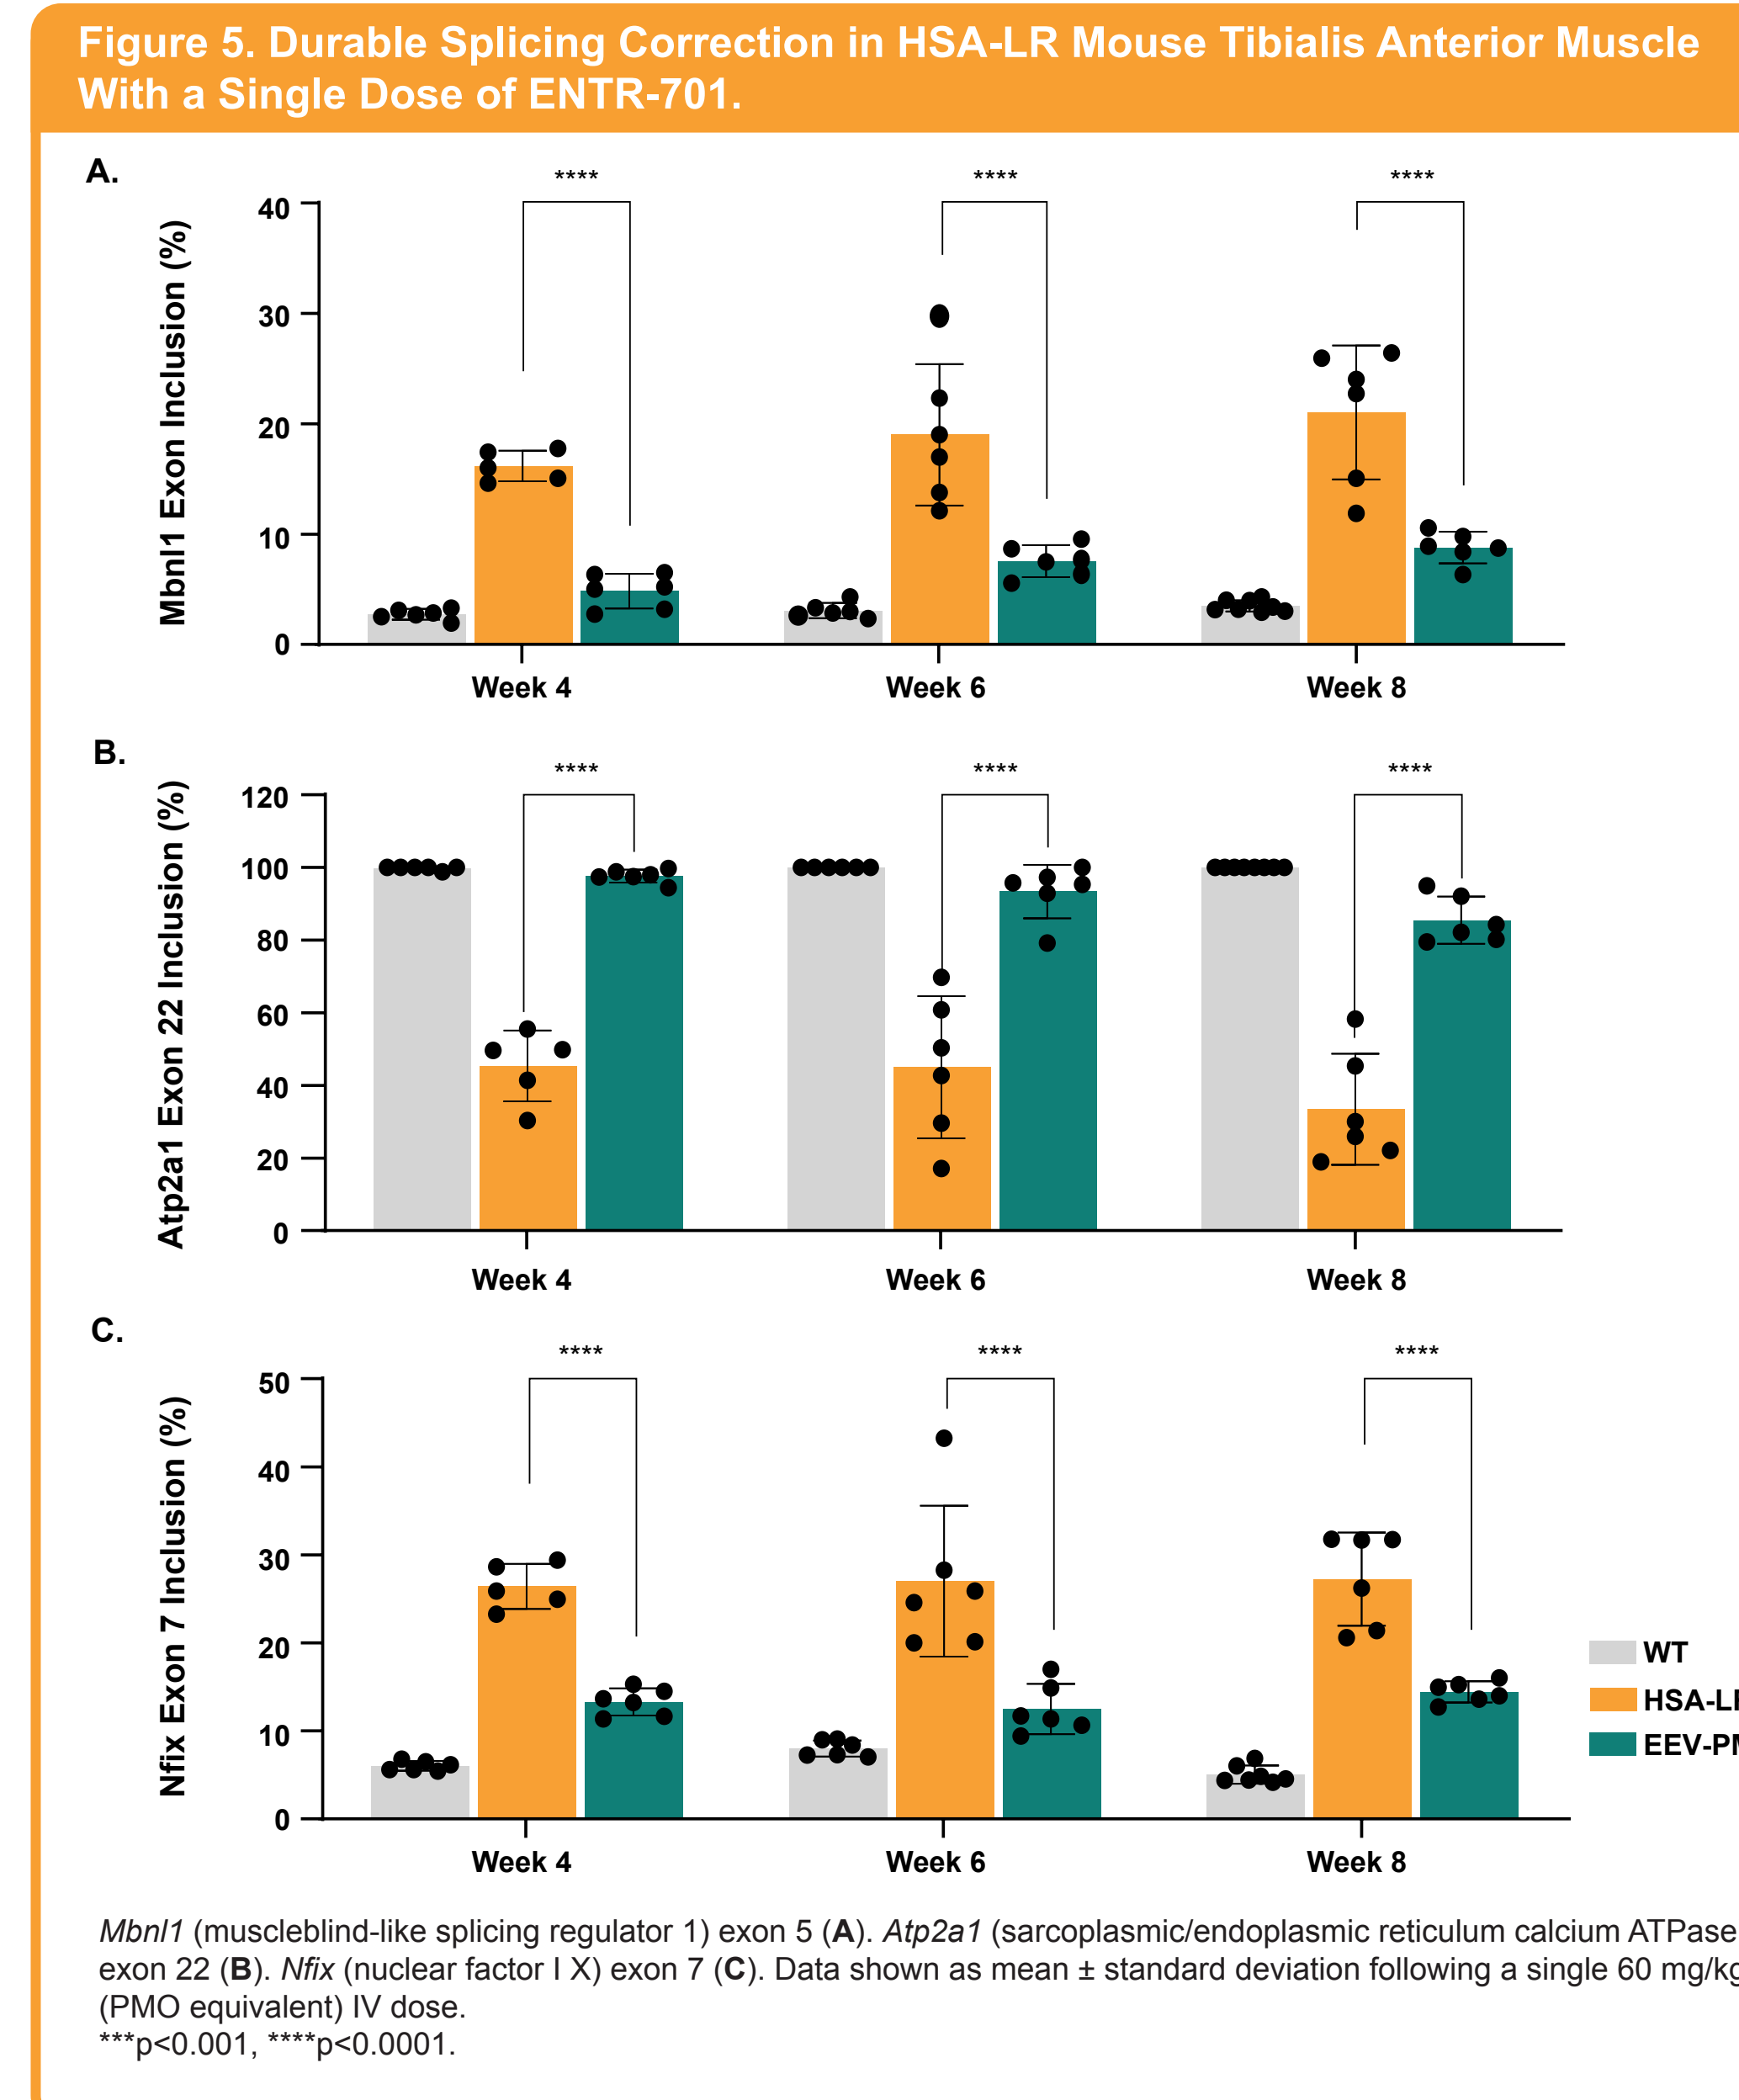 Figure 5. Durable Splicing Correction in HSA-LR Mouse Tibialis Anterior Muscle
With a Single Dose of ENTR-701.
A.
**** **** ****
Mbnl1 Exon Inclusion (%)
40
30
20
10
0
Week 4 Week 6 Week 8
B.
**** **** ****
Atp2a1 Exon 22 Inclusion (%)
120
100
80
60
40
20
0
Week 4 Week 6 Week 8
C.
**** **** ****
Nfix Exon 7 Inclusion (%)
50
40
30
20
10
0
Week 4 Week 6 Week 8
WT
Mbnl1 (muscleblind-like splicing regulator 1) exon 5 (A). Atp2a1 (sarcoplasmic/endoplasmic reticulum calcium ATPase
exon 22 (B). Nfix (nuclear factor I X) exon 7 (C). Data shown as mean ± standard deviation following a single 60 mg/kg
(PMO equivalent) IV dose.
***p<0.001, ****p<0.0001.